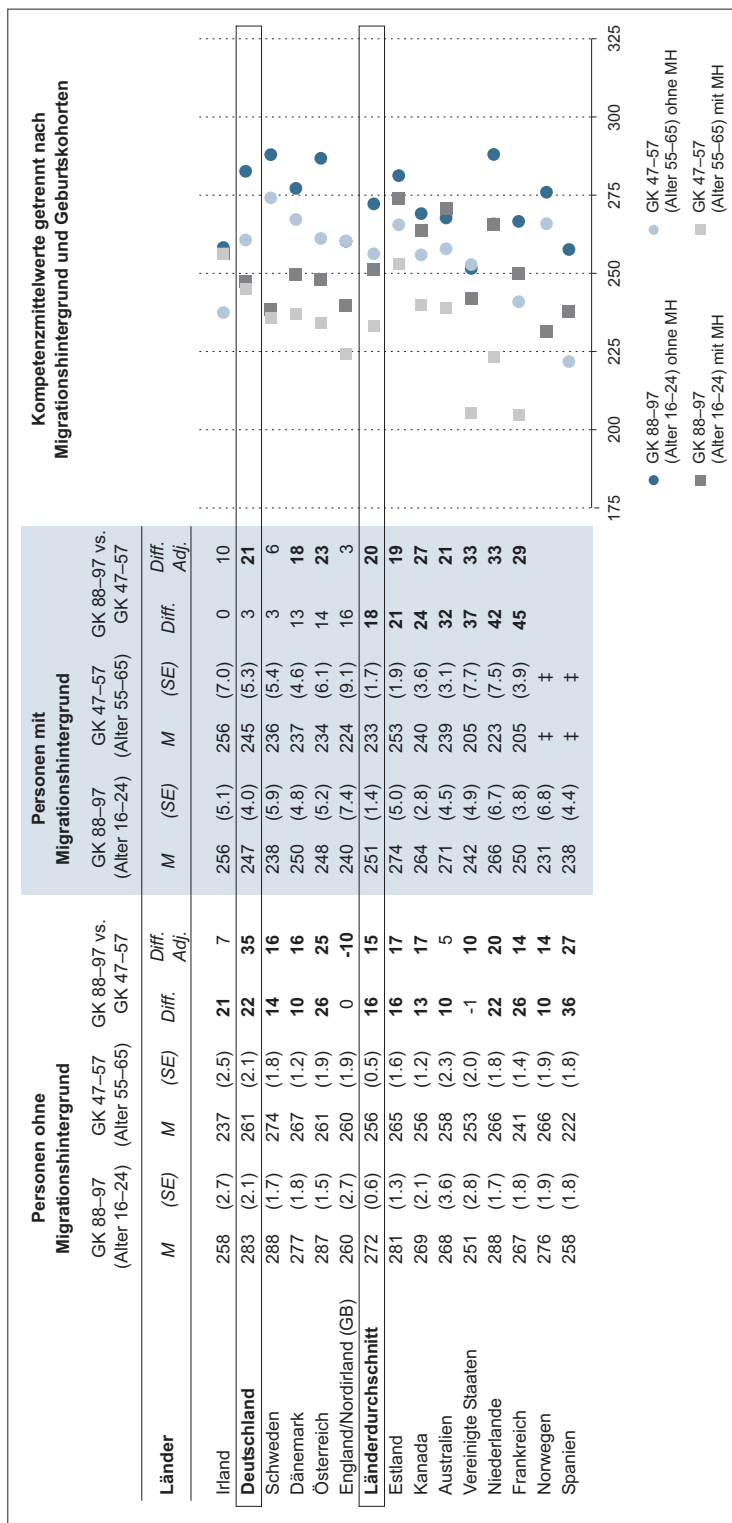 Personen ohne Migrationshintergrund Personen mit Migrationshintergrund Kompetenzmittelwerte getrennt nach Migrationshintergrund und Geburtskohorten
GK 88–97 (Alter 16–24) GK 47–57 (Alter 55–65) GK 88–97 vs. GK 47–57 GK 88–97 (Alter 16–24) GK 47–57 (Alter 55–65) GK 88–97 vs. GK 47–57
Länder M (SE) M (SE) Diff. Diff. Adj. M (SE) M (SE) Diff. Diff. Adj.
Irland 258 (2.7) 237 (2.5) 21 7 256 (5.1) 256 (7.0) 0 10
Deutschland 283 (2.1) 261 (2.1) 22 35 247 (4.0) 245 (5.3) 3 21
Schweden 288 (1.7) 274 (1.8) 14 16 238 (5.9) 236 (5.4) 3 6
Dänemark 277 (1.8) 267 (1.2) 10 16 250 (4.8) 237 (4.6) 13 18
Österreich 287 (1.5) 261 (1.9) 26 25 248 (5.2) 234 (6.1) 14 23
England/Nordirland (GB) 260 (2.7) 260 (1.9) 0 -10 240 (7.4) 224 (9.1) 16 3
Länderdurchschnitt 272 (0.6) 256 (0.5) 16 15 251 (1.4) 233 (1.7) 18 20
Estland 281 (1.3) 265 (1.6) 16 17 274 (5.0) 253 (1.9) 21 19
Kanada 269 (2.1) 256 (1.2) 13 17 264 (2.8) 240 (3.6) 24 27
Australien 268 (3.6) 258 (2.3) 10 5 271 (4.5) 239 (3.1) 32 21
Vereinigte Staaten 251 (2.8) 253 (2.0) -1 10 242 (4.9) 205 (7.7) 37 33
Niederlande 288 (1.7) 266 (1.8) 22 20 266 (6.7) 223 (7.5) 42 33
Frankreich 267 (1.8) 241 (1.4) 26 14 250 (3.8) 205 (3.9) 45 29
Norwegen 276 (1.9) 266 (1.9) 10 14 231 (6.8) ‡ ‡
Spanien 258 (1.8) 222 (1.8) 36 27 238 (4.4) ‡ ‡
175 200 225 250 275 300 325
GK 88–97 (Alter 16–24) ohne MH
GK 47–57 (Alter 55–65) ohne MH
GK 88–97 (Alter 16–24) mit MH
GK 47–57 (Alter 55–65) mit MH